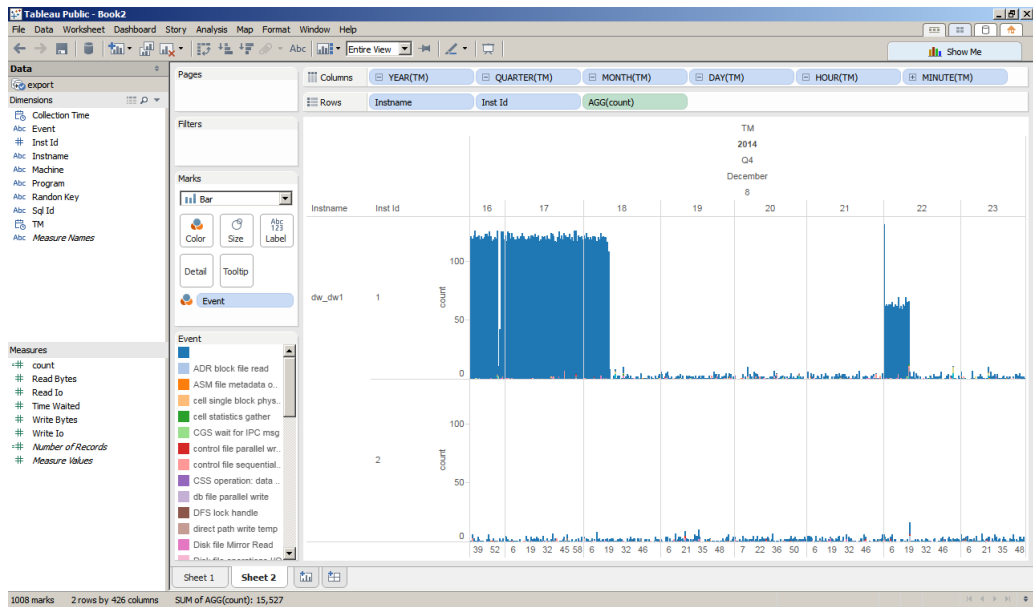 Tableau Public - Book2
File Data Worksheet Dashboard Story Analysis Map Format Window Help
Abc Entire View Show Me
Data
export
Dimensions
Collection Time
Abc Event
# Inst Id
Abc Instname
Abc Machine
Abc Program
Abc Randon Key
Abc Sql Id
TM
Abc Measure Names
Measures
# count
# Read Bytes
# Read Io
# Time Waited
# Write Bytes
# Write Io
# Number of Records
# Measure Values
Pages
Filters
Marks
Bar
Color Size Abc 123 Label
Detail Tooltip
Event
Event
ADR block file read
ASM file metadata o..
cell single block phys..
cell statistics gather
CGS wait for IPC msg
control file parallel wr..
control file sequential..
CSS operation: data ..
db file parallel write
DFS lock handle
direct path write temp
Disk file Mirror Read
Columns YEAR(TM) QUARTER(TM) MONTH(TM) DAY(TM) HOUR(TM) MINUTE(TM)
Rows Instname Inst Id AGG(count)
TM
2014
Q4
December
8
Instname Inst Id 16 17 18 19 20 21 22 23
dw_dw1 1 count 100 50 0
2 count 100 50 0
39 52 6 19 32 45 58 6 19 32 46 6 21 35 48 7 22 36 50 6 19 32 46 6 19 32 46 6 21 35 48
Sheet 1 Sheet 2
1008 marks 2 rows by 426 columns SUM of AGG(count): 15,527